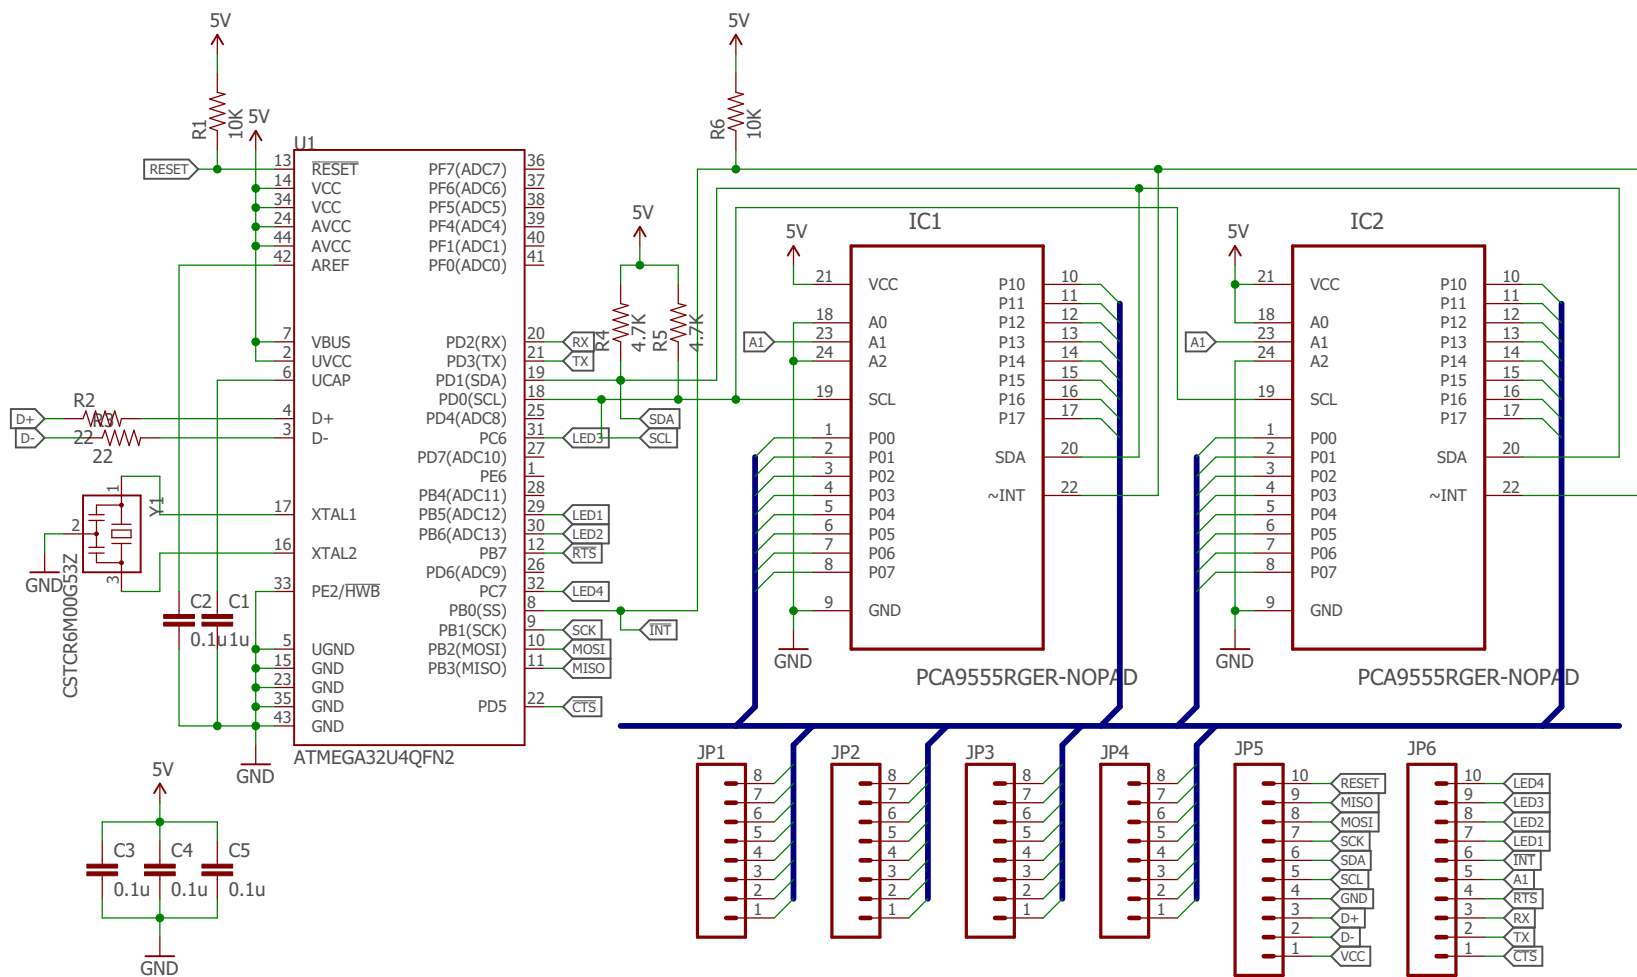 5V
5V
R1
10K
5V
R6
10K
U1
RESET
13 RESET
14 VCC
34 VCC
24 AVCC
44 AVCC
42 AREF
7 VBUS
2 UVCC
6 UCAP
4 D+
3 D-
17 XTAL1
16 XTAL2
33 PE2/HWB
5 UGND
15 GND
23 GND
35 GND
43 GND
PF7(ADC7) 36
PF6(ADC6) 37
PF5(ADC5) 38
PF4(ADC4) 39
PF1(ADC1) 40
PF0(ADC0) 41
PD2(RX) 20 RX
PD3(TX) 21 TX
PD1(SDA) 19
PD0(SCL) 18
PD4(ADC8) 25
PC6 31 LED3
PD7(ADC10) 27
PE6 1
PB4(ADC11) 28
PB5(ADC12) 29 LED1
PB6(ADC13) 30 LED2
PB7 12 RTS
PD6(ADC9) 26
PC7 32 LED4
PB0(SS) 8
PB1(SCK) 9 SCK
PB2(MOSI) 10 MOSI
PB3(MISO) 11 MISO
PD5 22 CTS
ATMEGA32U4QFN2
SDA
SCL
INT
5V
R4
4.7K
R5
4.7K
D+
D-
R2
R3
22
22
1
2
3
Y1
CSTCR6M00G53Z
GND
C2
0.1u
C1
1u
GND
IC1
5V
21 VCC
18 A0
A1
23 A1
24 A2
19 SCL
1 P00
2 P01
3 P02
4 P03
5 P04
6 P05
7 P06
8 P07
9 GND
P10 10
P11 11
P12 12
P13 13
P14 14
P15 15
P16 16
P17 17
SDA 20
~INT 22
GND
PCA9555RGER-NOPAD
IC2
5V
21 VCC
18 A0
A1
23 A1
24 A2
19 SCL
1 P00
2 P01
3 P02
4 P03
5 P04
6 P05
7 P06
8 P07
9 GND
P10 10
P11 11
P12 12
P13 13
P14 14
P15 15
P16 16
P17 17
SDA 20
~INT 22
GND
PCA9555RGER-NOPAD
5V
C3
0.1u
C4
0.1u
C5
0.1u
GND
JP1
8
7
6
5
4
3
2
1
JP2
8
7
6
5
4
3
2
1
JP3
8
7
6
5
4
3
2
1
JP4
8
7
6
5
4
3
2
1
JP5
10 RESET
9 MISO
8 MOSI
7 SCK
6 SDA
5 SCL
4 GND
3 D+
2 D-
1 VCC
JP6
10 LED4
9 LED3
8 LED2
7 LED1
6 INT
5 A1
4 RTS
3 RX
2 TX
1 CTS